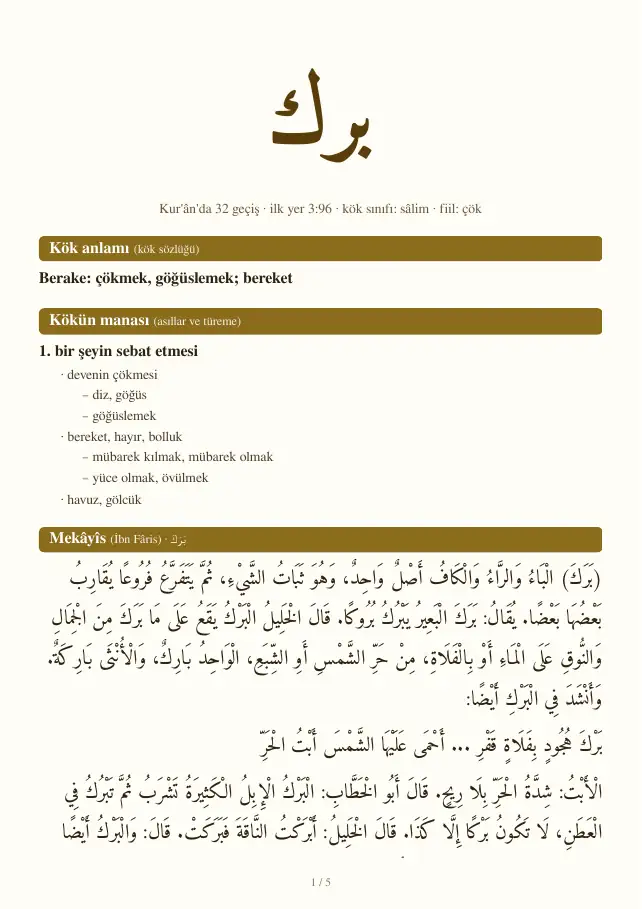 برك
Kur'ân'da 32 geçiş · ilk yer 3:96 · kök sınıfı: sâlim · fiil: çök
Kök anlamı (kök sözlüğü)
Berake: çökmek, göğüslemek; bereket
Kökün manası (asıllar ve türeme)
1. bir şeyin sebat etmesi
· devenin çökmesi
– diz, göğüs
– göğüslemek
· bereket, hayır, bolluk
– mübarek kılmak, mübarek olmak
– yüce olmak, övülmek
· havuz, gölcük
Mekâyîs (İbn Fâris) · بَرَكَ
(بَرَكَ) الْبَاءُ وَالرَّاءُ وَالْكَافُ أَصْلٌ وَاحِدٌ، وَهُوَ ثَبَاتُ الشَّيْءِ، ثُمَّ يَتَفَرَّعُ فُرُوعًا يُقَارِبُ
بَعْضُهَا بَعْضًا. يُقَالُ: بَرَكَ الْبَعِيرُ يَبْرُكُ بُرُوكًا. قَالَ الْخَلِيلُ الْبَرْكُ يَقَعُ عَلَى مَا بَرَكَ مِنَ الْجِمَالِ
وَالنُّوقِ عَلَى الْمَاءِ أَوْ بِالْفَلَاةِ، مِنْ حَرِّ الشَّمْسِ أَوِ الشِّبَعِ، الْوَاحِدُ بَارِكٌ، وَالْأُنْثَى بَارِكَةٌ.
وَأَنْشَدَ فِي الْبَرْكِ أَيْضًا:
بَرْكَ هُجُودٍ بِفَلَاةٍ قَفْرِ ... أَحْمَى عَلَيْهَا الشَّمْسَ أَبْتُ الْحَرِّ
الْأَبْتُ: شِدَّةُ الْحَرِّ بِلَا رِيحٍ. قَالَ أَبُو الْخَطَّابِ: الْبَرْكُ الْإِبِلُ الْكَثِيرَةُ تَشْرَبُ ثُمَّ تَبْرُكُ فِي
الْعَطَنِ، لَا تَكُونُ بَرْكًا إِلَّا كَذَا. قَالَ الْخَلِيلُ: أَبْرَكْتُ النَّاقَةَ فَبَرَكَتْ. قَالَ: وَالْبَرْكُ أَيْضًا
1 / 5